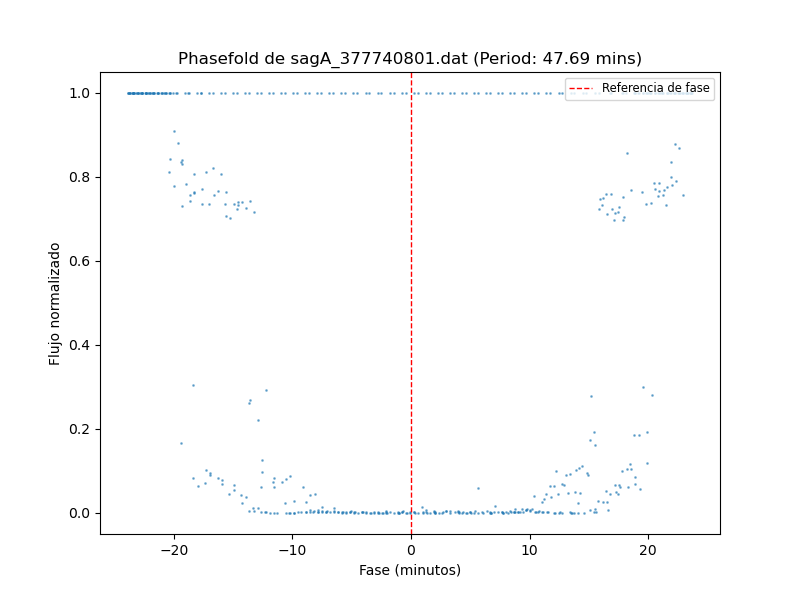 Phasefold de sagA_377740801.dat (Period: 47.69 mins)
Referencia de fase
Flujo normalizado
1.0
0.8
0.6
0.4
0.2
0.0
−20
−10
0
10
20
Fase (minutos)